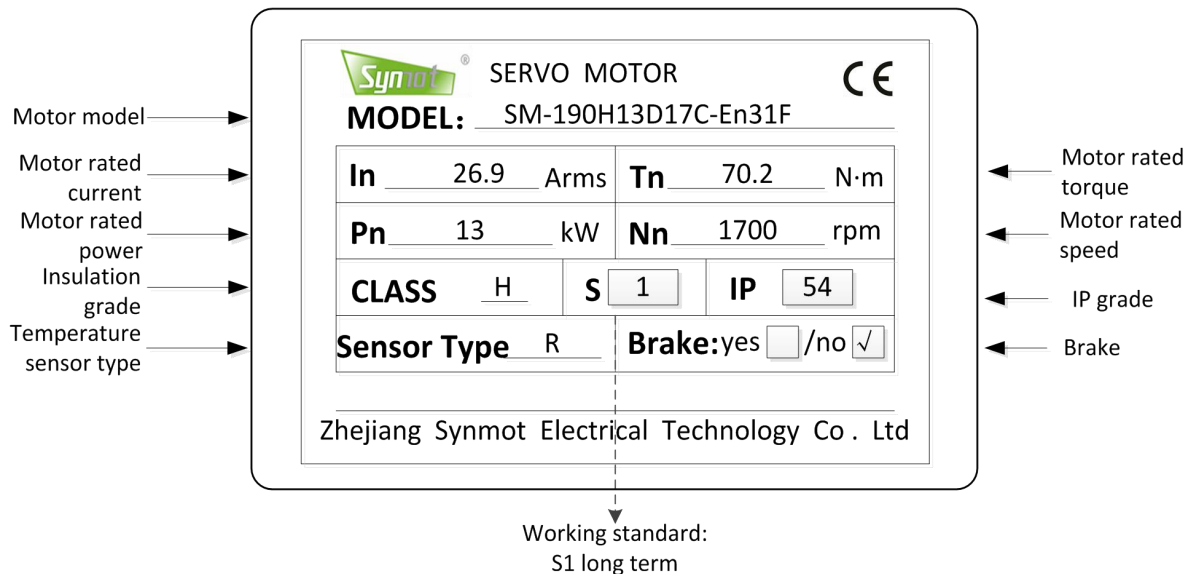 Synmot ® SERVO MOTOR CE
MODEL: SM-190H13D17C-En31F
In 26.9 Arms Tn 70.2 N·m
Pn 13 kW Nn 1700 rpm
CLASS H S 1 IP 54
Sensor Type R Brake:yes /no √
Zhejiang Synmot Electrical Technology Co . Ltd
Motor model
Motor rated
current
Motor rated
power
Insulation
grade
Temperature
sensor type
Motor rated
torque
Motor rated
speed
IP grade
Brake
Working standard:
S1 long term